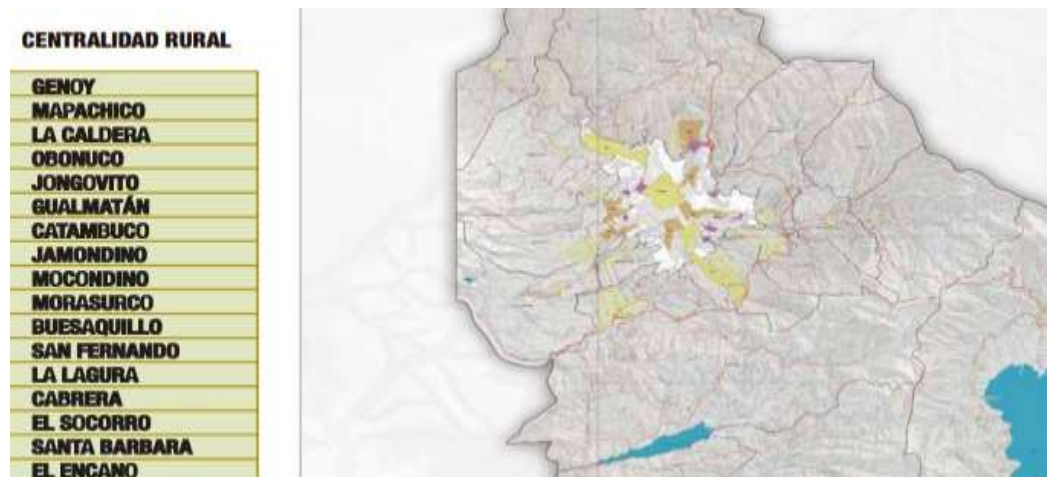 CENTRALIDAD RURAL
GENOY
MAPACHICO
LA CALDERA
OBONUCO
JONGOVITO
GUALMATÁN
CATAMBUCO
JAMONDINO
MOCONDINO
MORASURCO
BUESAQUILLO
SAN FERNANDO
LA LAGURA
CABRERA
EL SOCORRO
SANTA BARBARA
EL ENCANO